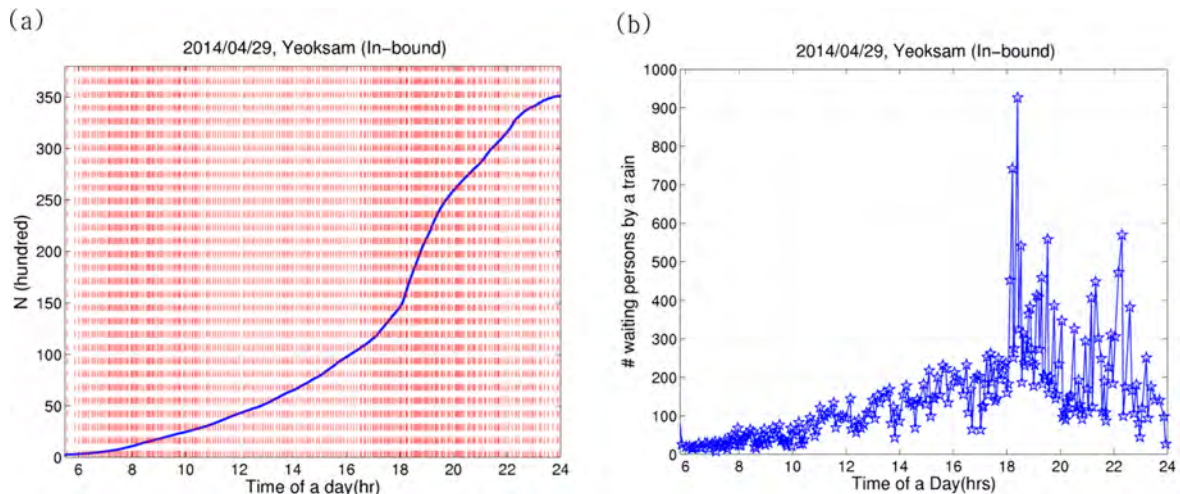 (a)
2014/04/29, Yeoksam (In-bound)
N (hundred)
350
300
250
200
150
100
50
0
6 8 10 12 14 16 18 20 22 24
Time of a day(hr)
(b)
2014/04/29, Yeoksam (In-bound)
# waiting persons by a train
1000
900
800
700
600
500
400
300
200
100
0
6 8 10 12 14 16 18 20 22 24
Time of a Day(hrs)